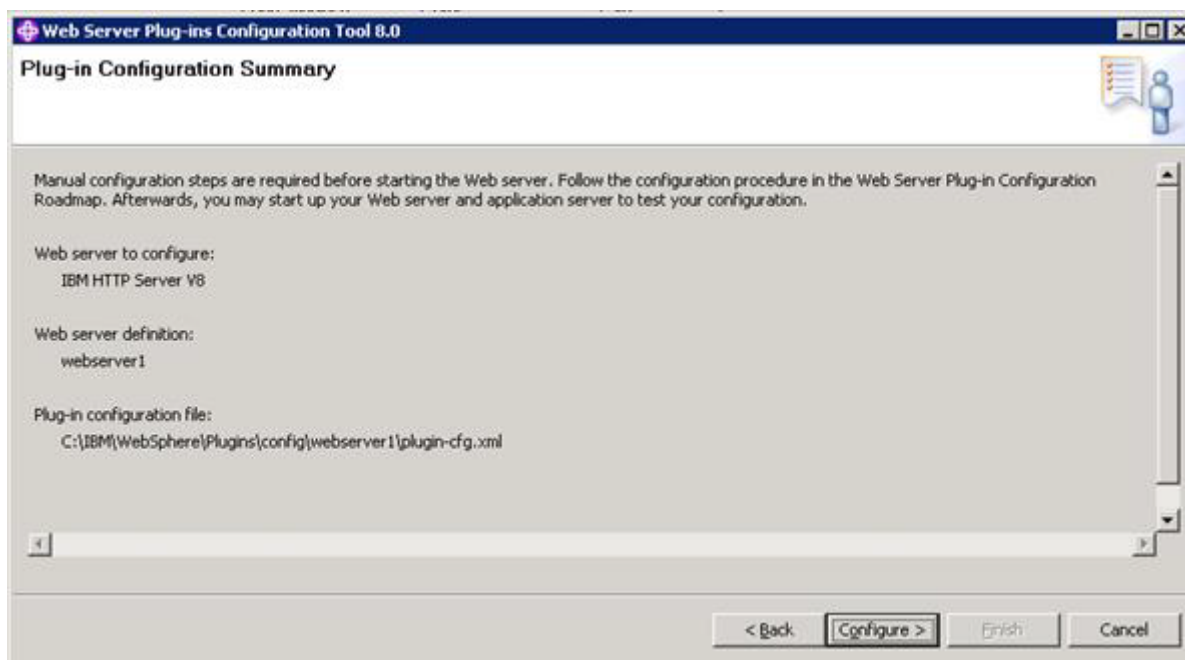 Web Server Plug-ins Configuration Tool 8.0
Plug-in Configuration Summary
Manual configuration steps are required before starting the Web server. Follow the configuration procedure in the Web Server Plug-in Configuration
Roadmap. Afterwards, you may start up your Web server and application server to test your configuration.
Web server to configure:
IBM HTTP Server V8
Web server definition:
webserver1
Plug-in configuration file:
C:\IBM\WebSphere\Plugins\config\webserver1\plugin-cfg.xml
< Back
Configure >
Finish
Cancel